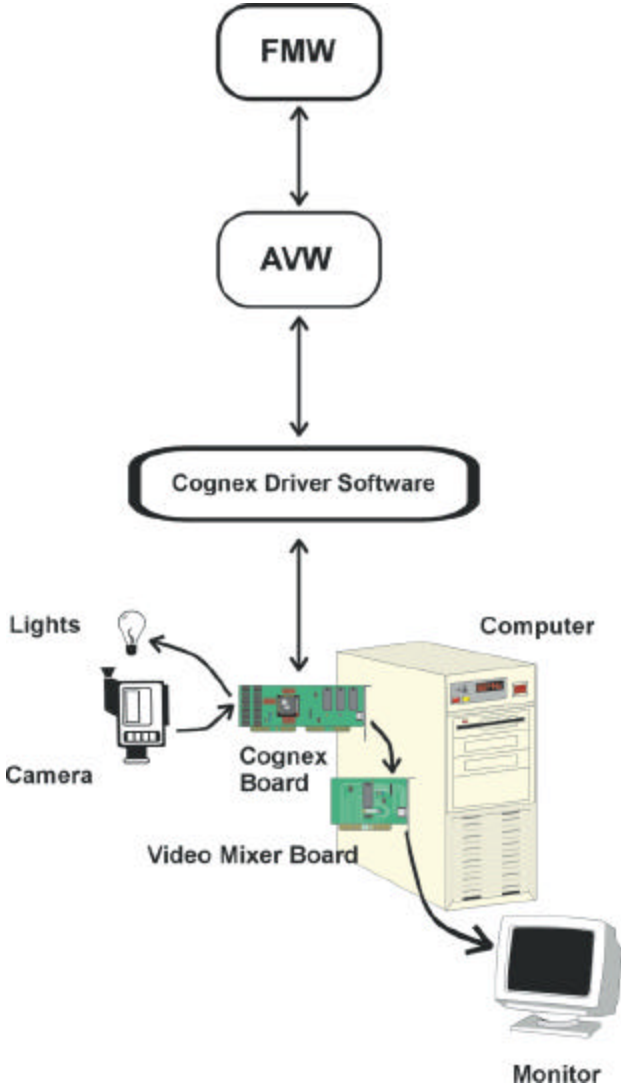 FMW
AVW
Cognex Driver Software
Lights
Computer
Camera
Cognex
Board
Video Mixer Board
Monitor